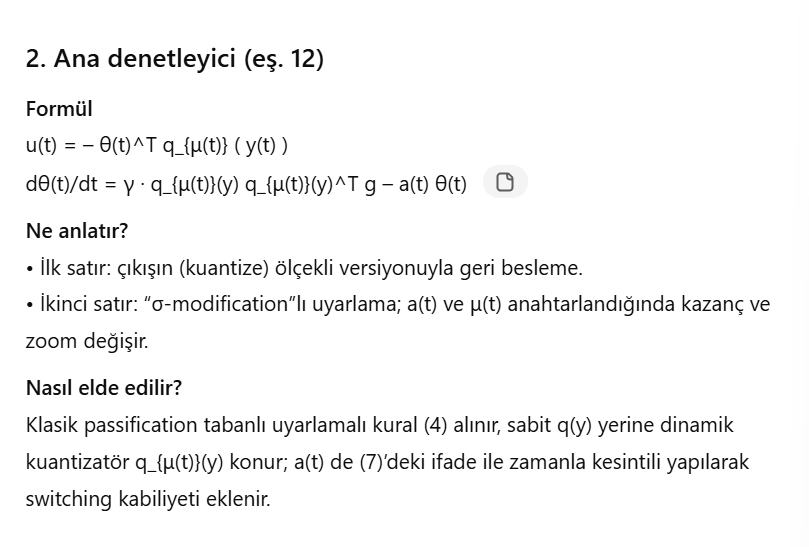 2. Ana denetleyici (eş. 12)
Formül
u(t) = – θ(t)^T q_{μ(t)} ( y(t) )
dθ(t)/dt = γ · q_{μ(t)}(y) q_{μ(t)}(y)^T g – a(t) θ(t)
Ne anlatır?
• İlk satır: çıkışın (kuantize) ölçekli versiyonuyla geri besleme.
• İkinci satır: “σ-modification”lı uyarlama; a(t) ve μ(t) anahtarlandığında kazanç ve
zoom değişir.
Nasıl elde edilir?
Klasik passification tabanlı uyarlamalı kural (4) alınır, sabit q(y) yerine dinamik
kuantizatör q_{μ(t)}(y) konur; a(t) de (7)’deki ifade ile zamanla kesintili yapılarak
switching kabiliyeti eklenir.